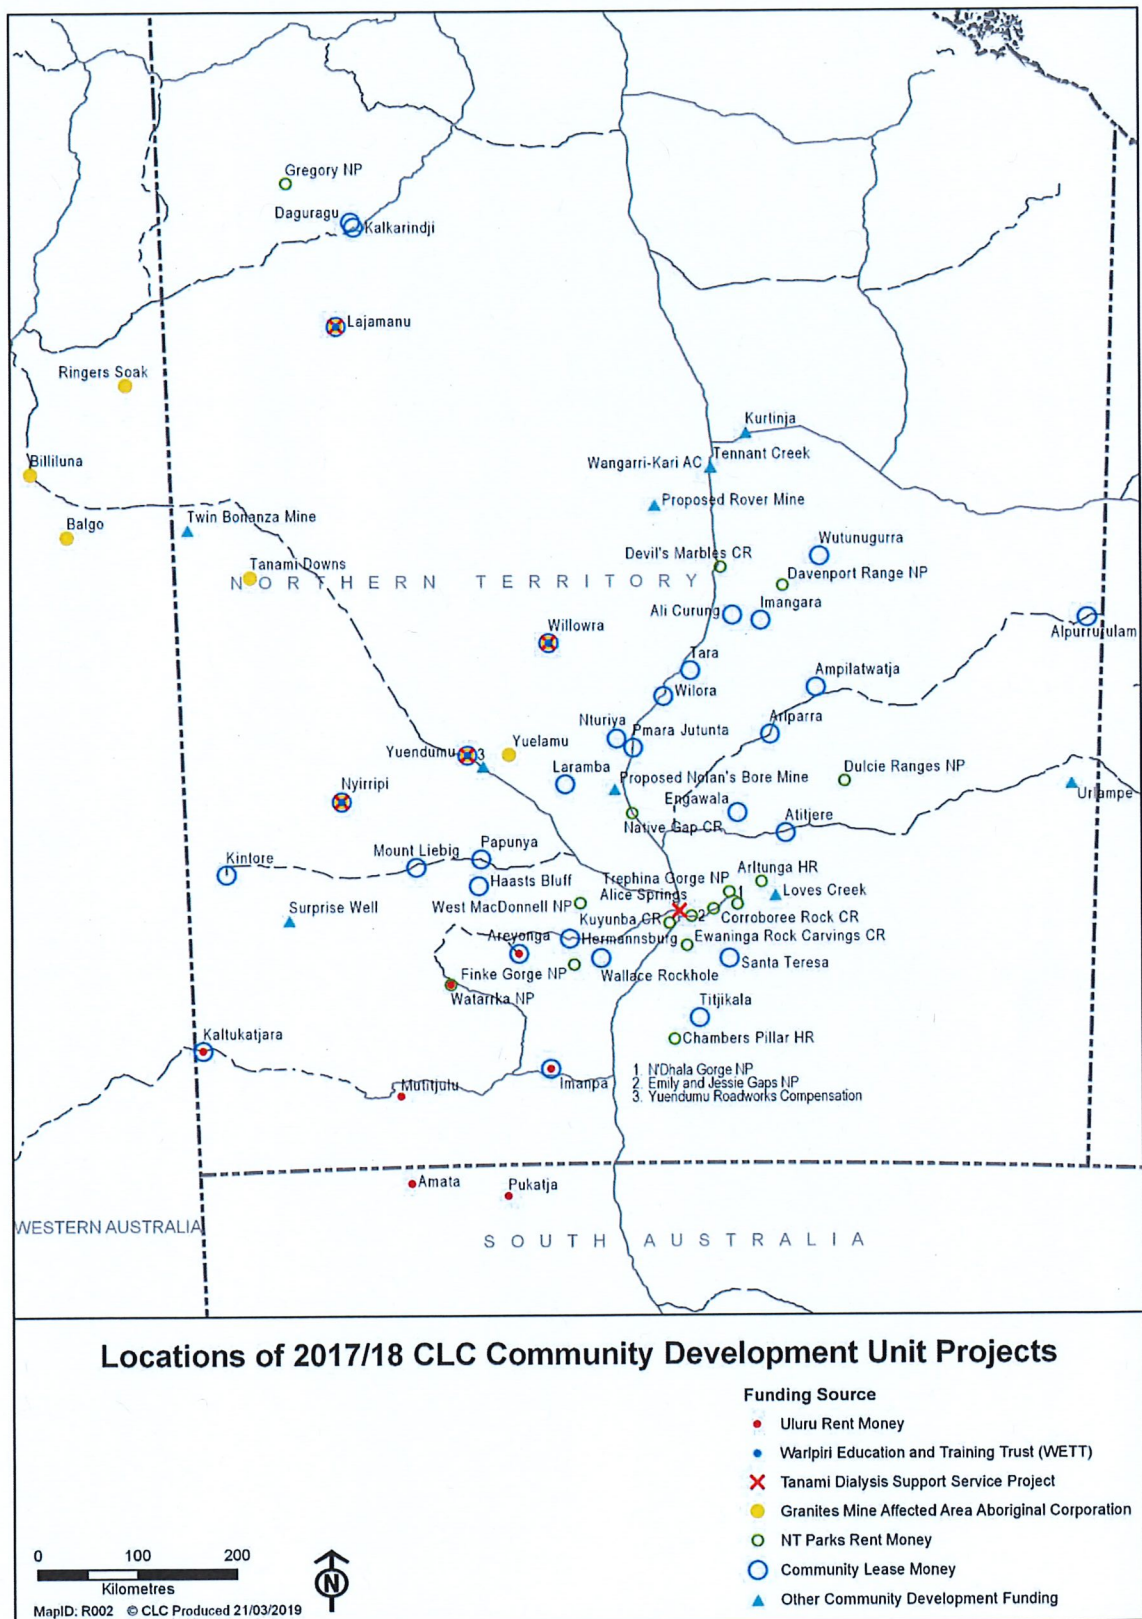 Gregory NP
Daguragu
Kalkarindji
Lajamanu
Ringers Soak
Kurtinja
Billiluna
Wangarri-Kari AC
Tennant Creek
Proposed Rover Mine
Balgo
Twin Bonanza Mine
Wutunugurra
Devil's Marbles CR
Tanami Downs
Davenport Range NP
NORTHERN TERRITORY
Ali Curung
Imangara
Willowra
Alpurrurulam
Tara
Ampilatwatja
Wilora
Nturiya
Arlparra
Pmara Jutunta
Yuendumu
3
Yuelamu
Laramba
Dulcie Ranges NP
Proposed Nolan's Bore Mine
Nyirripi
Urlampe
Engawala
Atitjere
Native Gap CR
Papunya
Mount Liebig
Kintore
Arltunga HR
Trephina Gorge NP
Haasts Bluff
1
Loves Creek
Alice Springs
West MacDonnell NP
Surprise Well
2
Corroboree Rock CR
Kuyunba CR
Areyonga
Hermannsburg
Ewaninga Rock Carvings CR
Santa Teresa
Finke Gorge NP
Wallace Rockhole
Watarrka NP
Titjikala
Kaltukatjara
Chambers Pillar HR
1. N'Dhala Gorge NP
2. Emily and Jessie Gaps NP
3. Yuendumu Roadworks Compensation
Mutitjulu
Imanpa
Amata
Pukatja
WESTERN AUSTRALIA
SOUTH AUSTRALIA
Locations of 2017/18 CLC Community Development Unit Projects
Funding Source
Uluru Rent Money
Warlpiri Education and Training Trust (WETT)
Tanami Dialysis Support Service Project
Granites Mine Affected Area Aboriginal Corporation
NT Parks Rent Money
Community Lease Money
Other Community Development Funding
0 100 200
Kilometres
N
MapID: R002 © CLC Produced 21/03/2019